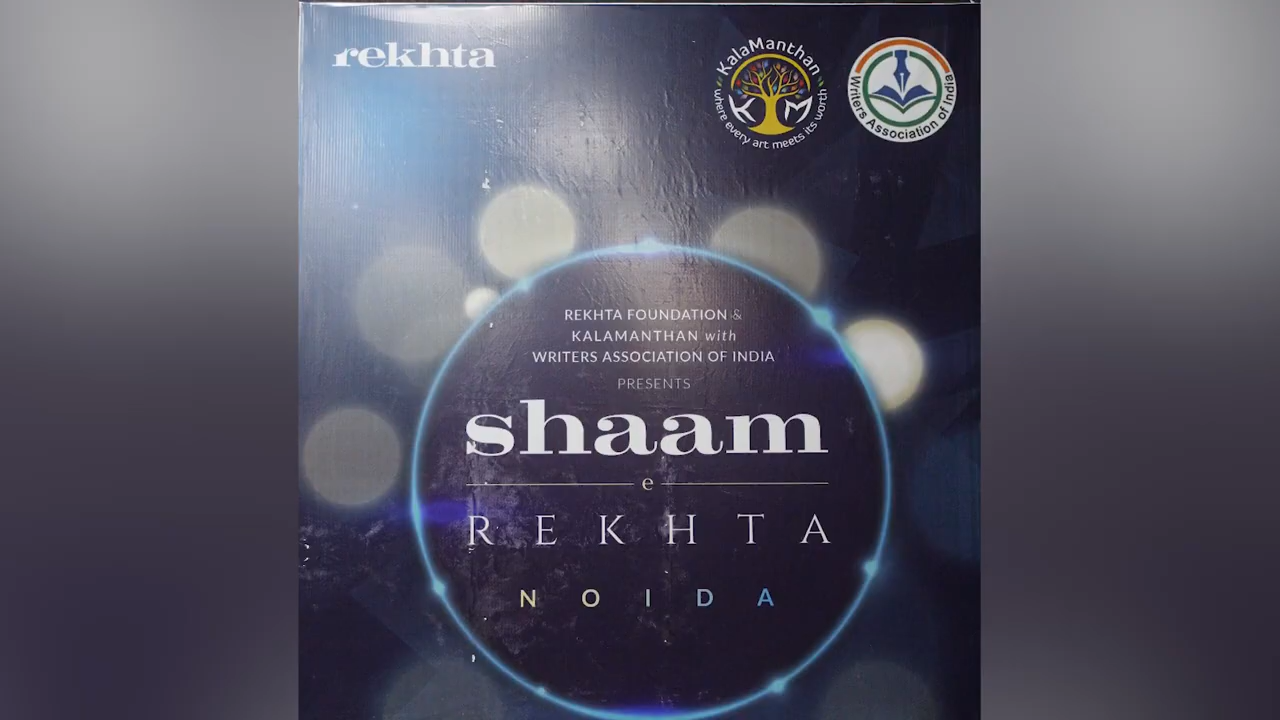 rekhta
KalaManthan
KM
where every art meets its worth
Writers Association of India
REKHTA FOUNDATION &
KALAMANTHAN with
WRITERS ASSOCIATION OF INDIA
PRESENTS
shaam
e
REKHTA
NOIDA